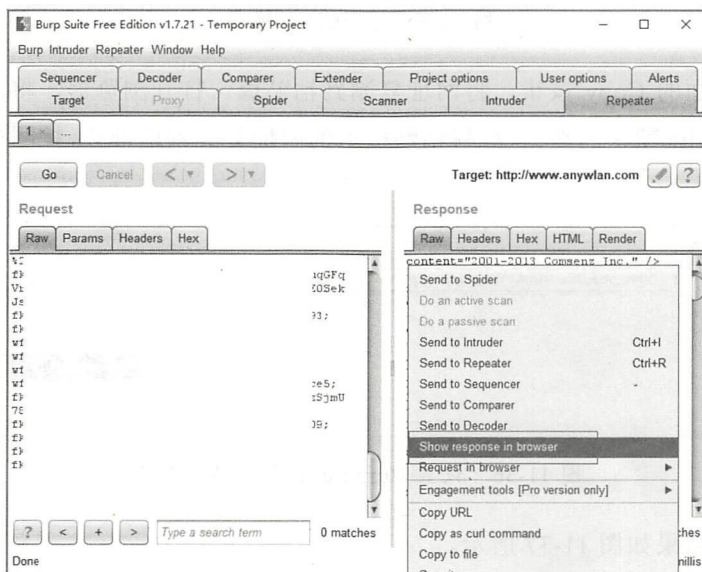 Burp Suite Free Edition v1.7.21 - Temporary Project
Burp Intruder Repeater Window Help
Sequencer Decoder Comparer Extender Project options User options Alerts
Target Proxy Spider Scanner Intruder Repeater
1 × ...
Go Cancel < > Target: http://www.anywlan.com ?
Request Response
Raw Params Headers Hex Raw Headers Hex HTML Render
content="2001-2013 Comsenz Inc." />
Send to Spider
Do an active scan
Do a passive scan
Send to Intruder Ctrl+I
Send to Repeater Ctrl+R
Send to Sequencer
Send to Comparer
Send to Decoder
Show response in browser
Request in browser
Engagement tools [Pro version only]
Copy URL
? < + > Type a search term 0 matches Copy as curl command
Done Copy to file